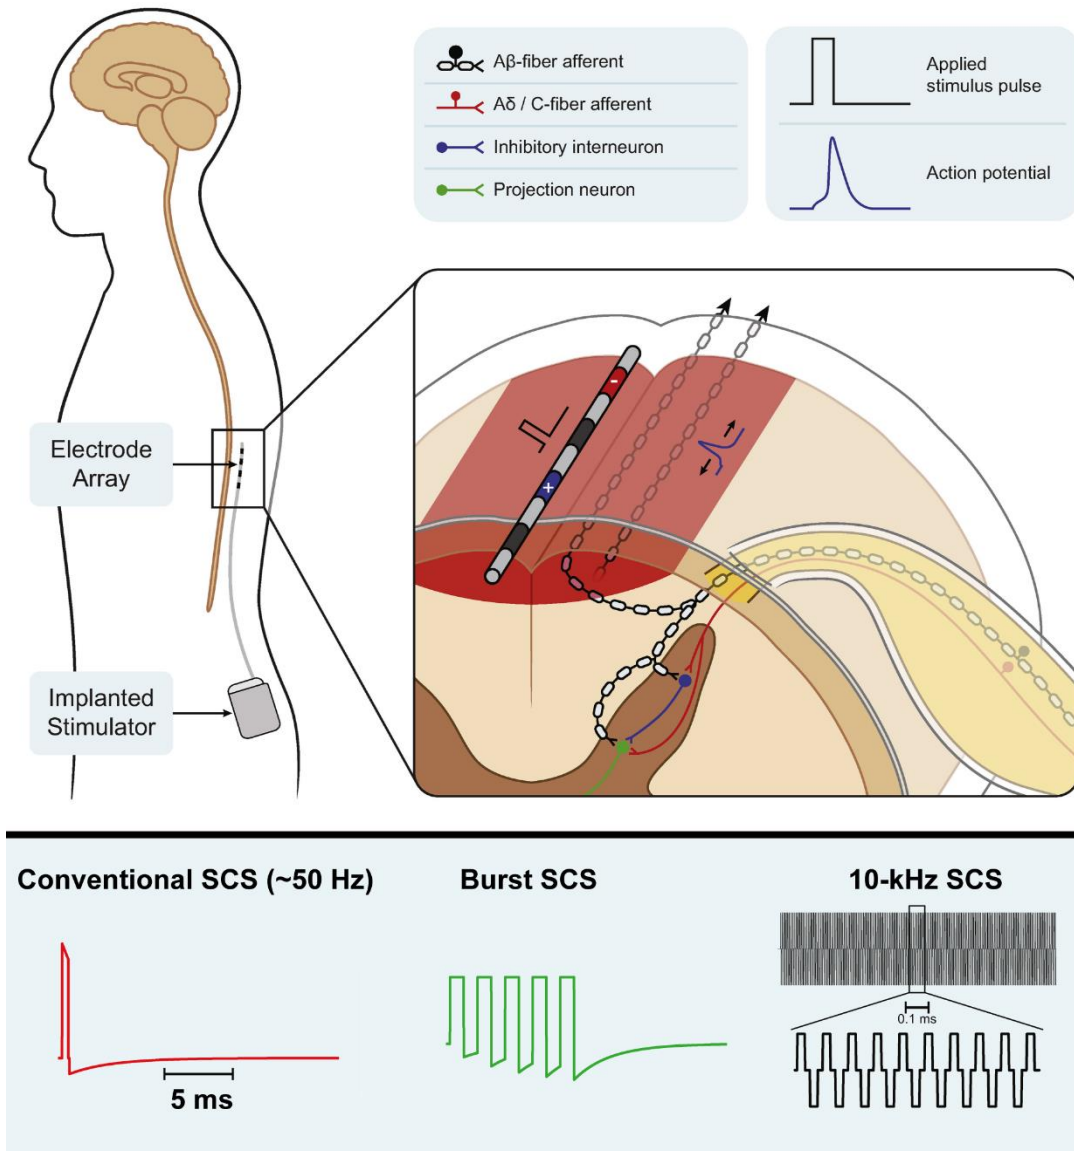 Aβ-fiber afferent
Aδ / C-fiber afferent
Inhibitory interneuron
Projection neuron
Applied
stimulus pulse
Action potential
Electrode
Array
Implanted
Stimulator
-
+
Conventional SCS (~50 Hz)
5 ms
Burst SCS
10-kHz SCS
0.1 ms